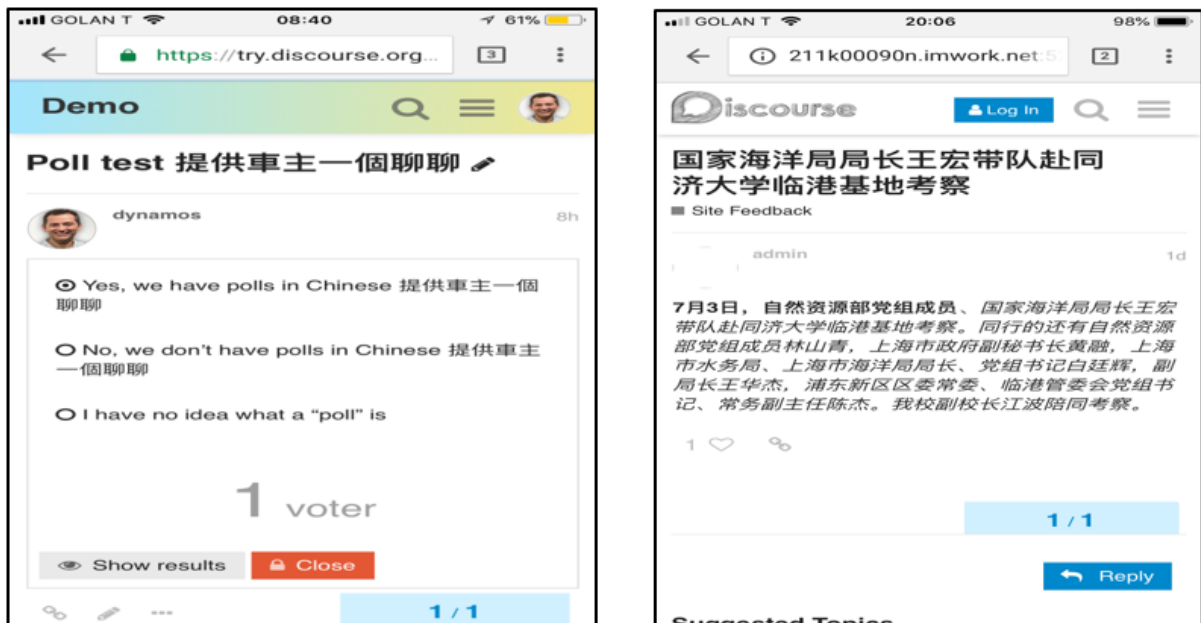 GOLAN T 08:40 61%
https://try.discourse.org... 3
Demo
Poll test 提供車主一個聊聊
dynamos 8h
Yes, we have polls in Chinese 提供車主一個
聊聊
No, we don't have polls in Chinese 提供車主
一個聊聊
I have no idea what a “poll” is
1 voter
Show results Close
1 / 1
GOLAN T 20:06 98%
211k00090n.imwork.net:5 2
Discourse Log In
国家海洋局局长王宏带队赴同
济大学临港基地考察
Site Feedback
admin 1d
7月3日，自然资源部党组成员、国家海洋局局长王宏
带队赴同济大学临港基地考察。同行的还有自然资源
部党组成员林山青，上海市政府副秘书长黄融，上海
市水务局、上海市海洋局局长、党组书记白廷辉，副
局长王华杰，浦东新区区委常委、临港管委会党组书
记、常务副主任陈杰。我校副校长江波陪同考察。
1
1 / 1
Reply
Suggested Topics